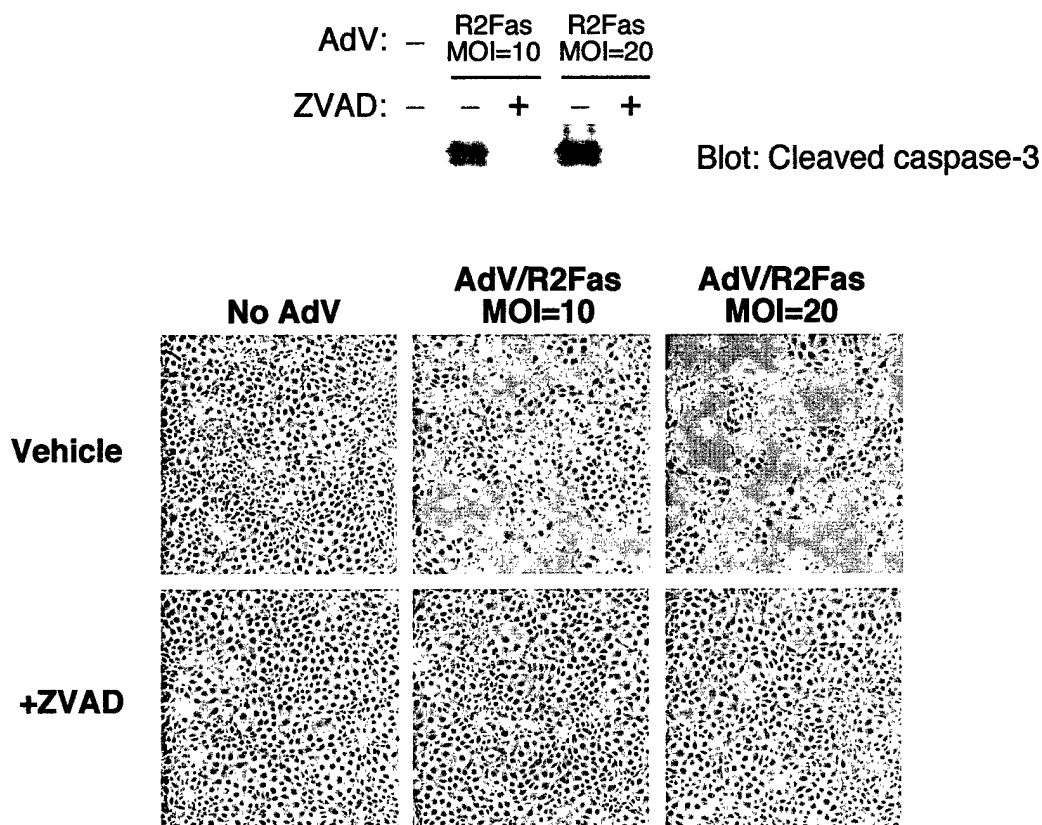 AdV: – R2Fas MOI=10 R2Fas MOI=20
ZVAD: – – + – +
Blot: Cleaved caspase-3
No AdV AdV/R2Fas MOI=10 AdV/R2Fas MOI=20
Vehicle
+ZVAD